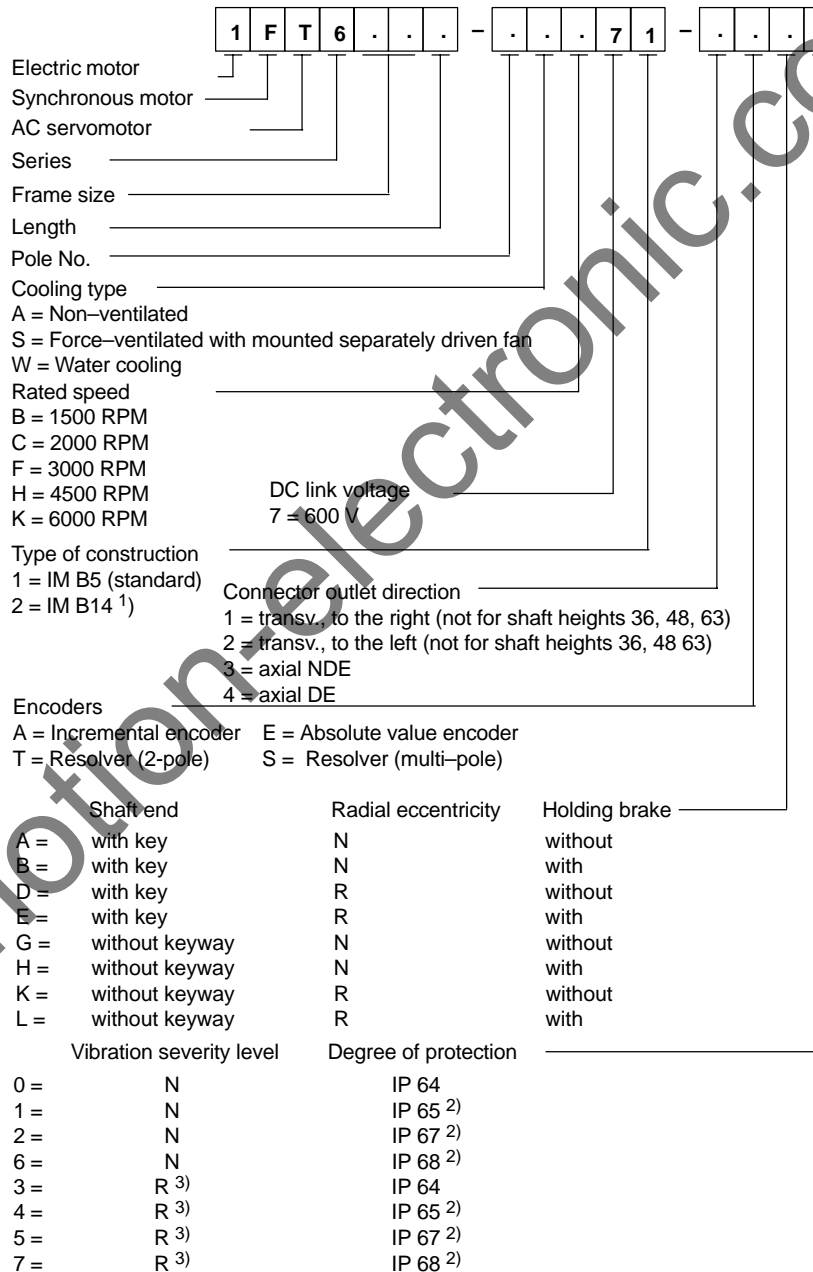 1 F T 6 . . . – . . . 7 1 – . . .
Electric motor
Synchronous motor
AC servomotor
Series
Frame size
Length
Pole No.
Cooling type
A = Non–ventilated
S = Force–ventilated with mounted separately driven fan
W = Water cooling
Rated speed
B = 1500 RPM
C = 2000 RPM
F = 3000 RPM
H = 4500 RPM
K = 6000 RPM
DC link voltage
7 = 600 V
Type of construction
1 = IM B5 (standard)
2 = IM B14 1)
Connector outlet direction
1 = transv., to the right (not for shaft heights 36, 48, 63)
2 = transv., to the left (not for shaft heights 36, 48 63)
3 = axial NDE
4 = axial DE
Encoders
A = Incremental encoder E = Absolute value encoder
T = Resolver (2-pole) S = Resolver (multi–pole)
Shaft end Radial eccentricity Holding brake
A = with key N without
B = with key N with
D = with key R without
E = with key R with
G = without keyway N without
H = without keyway N with
K = without keyway R without
L = without keyway R with
Vibration severity level Degree of protection
0 = N IP 64
1 = N IP 65 2)
2 = N IP 67 2)
6 = N IP 68 2)
3 = R 3) IP 64
4 = R 3) IP 65 2)
5 = R 3) IP 67 2)
7 = R 3) IP 68 2)
otion-electronic.co